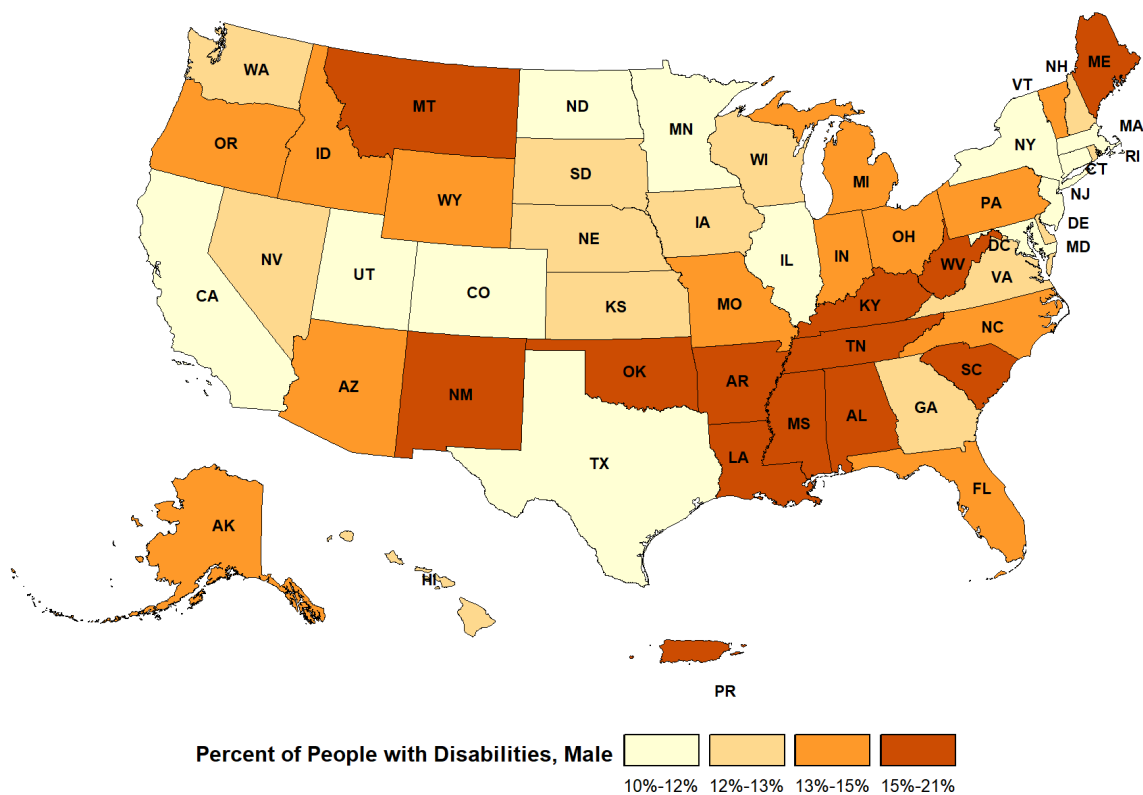 ME
WA
NH
VT
MT
ND
MN
MA
OR
ID
NY
RI
WI
SD
CT
MI
WY
NJ
PA
IA
DE
OH
NE
DC
MD
NV
IL
IN
WV
UT
VA
CO
CA
KS
MO
KY
NC
TN
SC
OK
AR
AZ
NM
GA
MS
AL
LA
TX
FL
AK
HI
PR
Percent of People with Disabilities, Male
10%-12% 12%-13% 13%-15% 15%-21%